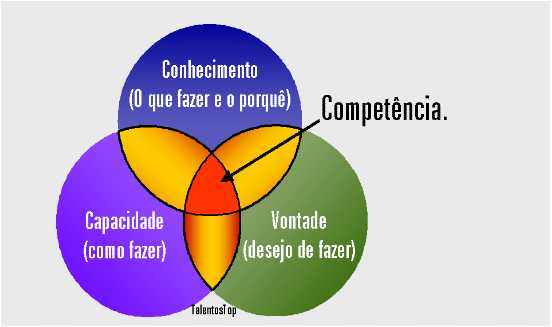 Conhecimento
(O que fazer e o porquê)
Competência.
Capacidade
(como fazer)
Vontade
(desejo de fazer)
TalentosTop